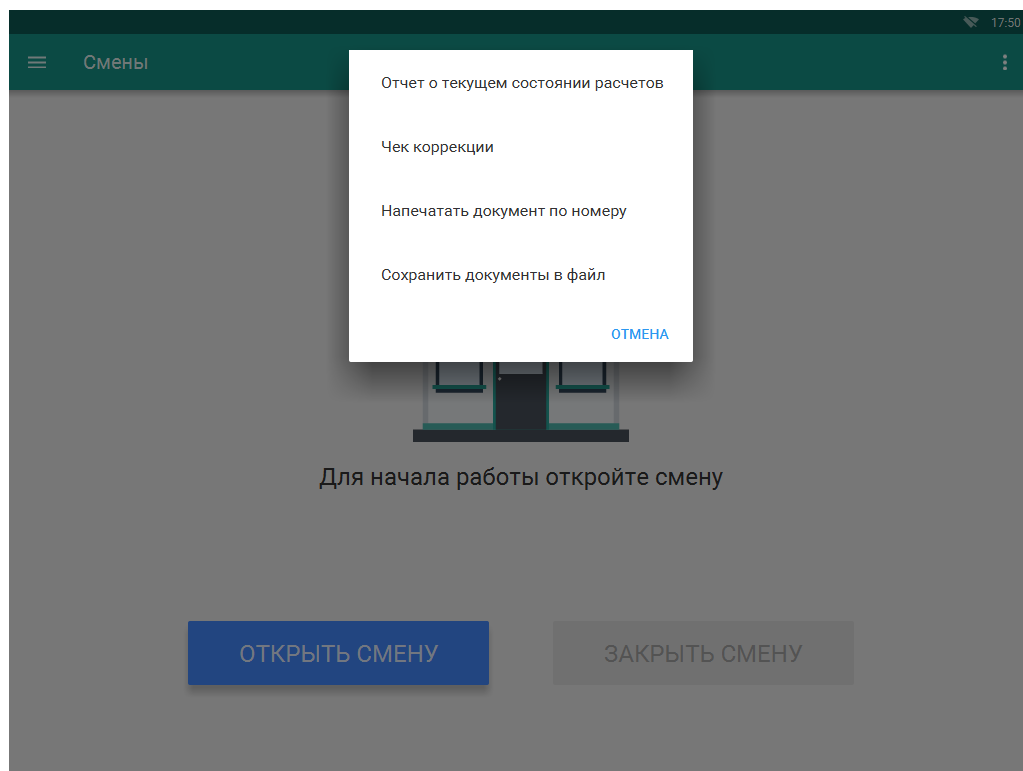 17:50
Смены
Отчет о текущем состоянии расчетов
Чек коррекции
Напечатать документ по номеру
Сохранить документы в файл
ОТМЕНА
Для начала работы откройте смену
ОТКРЫТЬ СМЕНУ
ЗАКРЫТЬ СМЕНУ